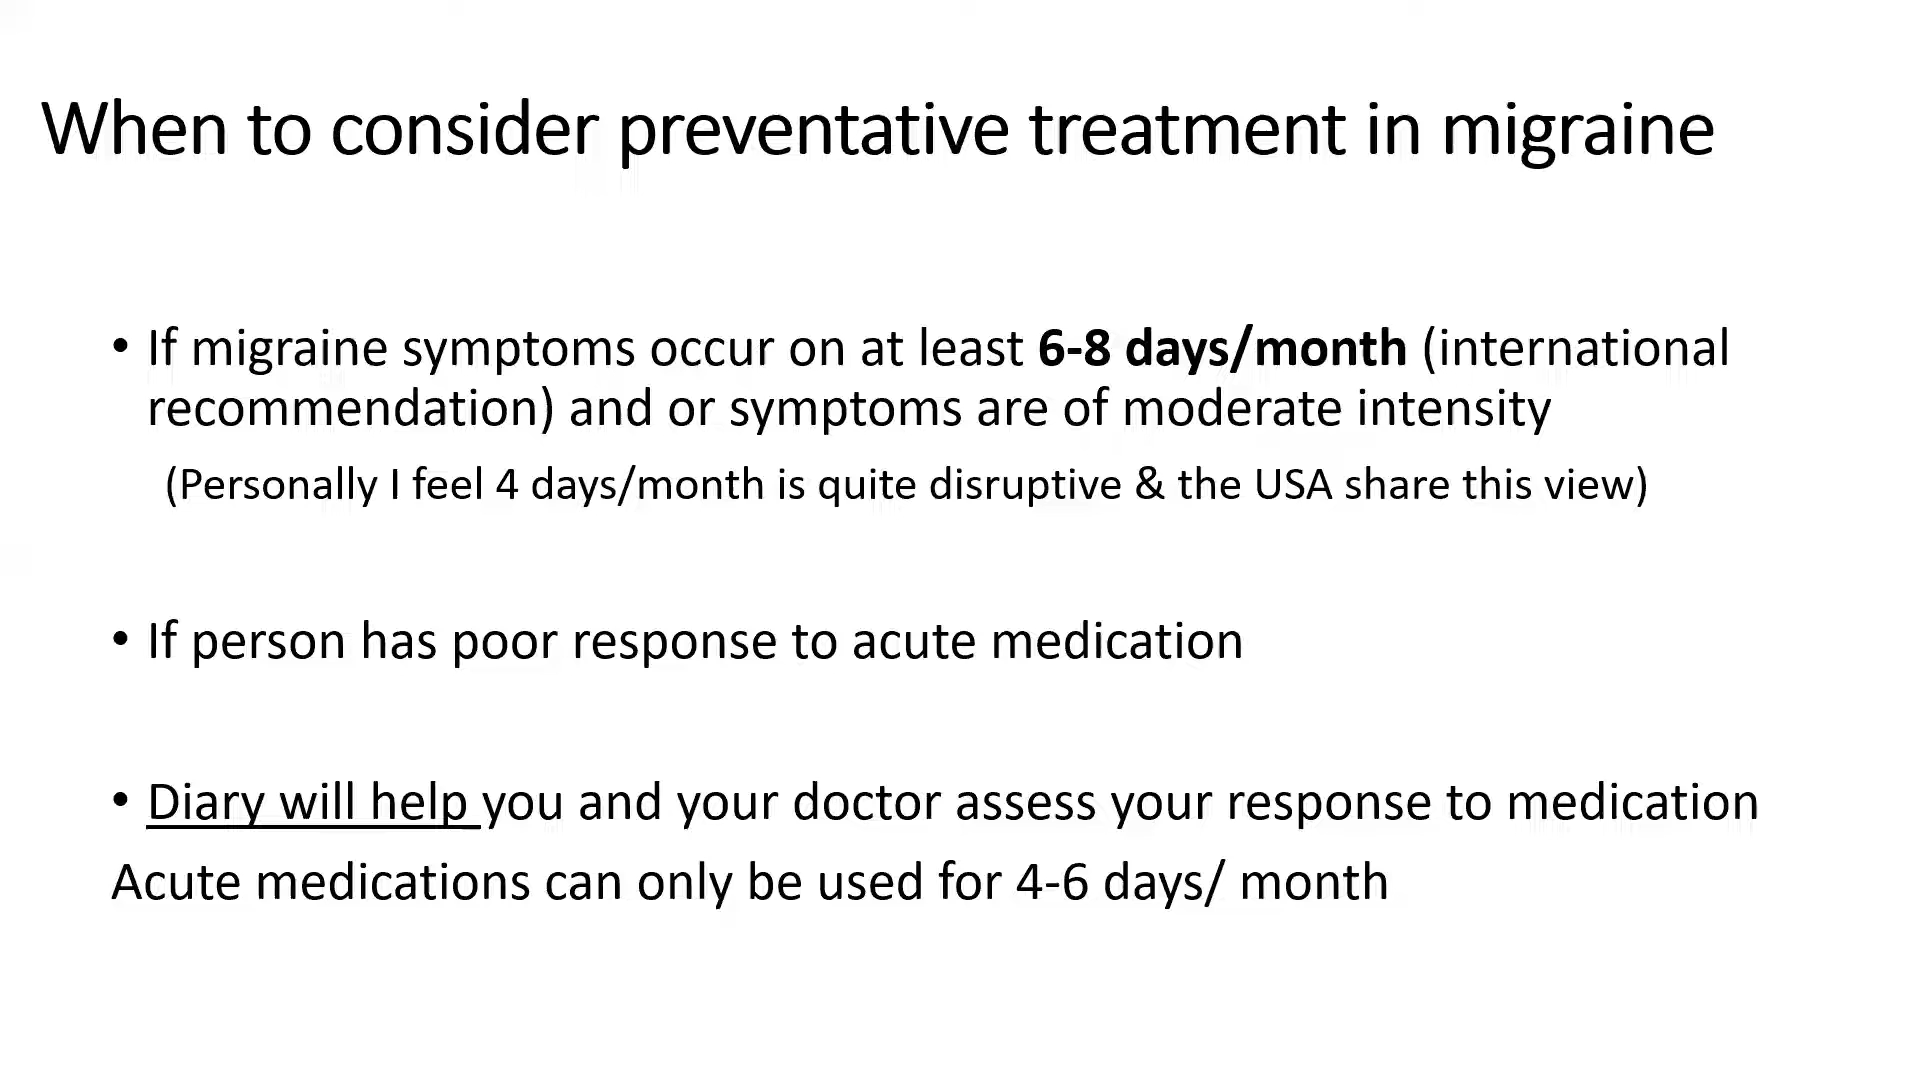 When to consider preventative treatment in migraine
• If migraine symptoms occur on at least 6-8 days/month (international
recommendation) and or symptoms are of moderate intensity
(Personally I feel 4 days/month is quite disruptive & the USA share this view)
• If person has poor response to acute medication
• Diary will help you and your doctor assess your response to medication
Acute medications can only be used for 4-6 days/ month